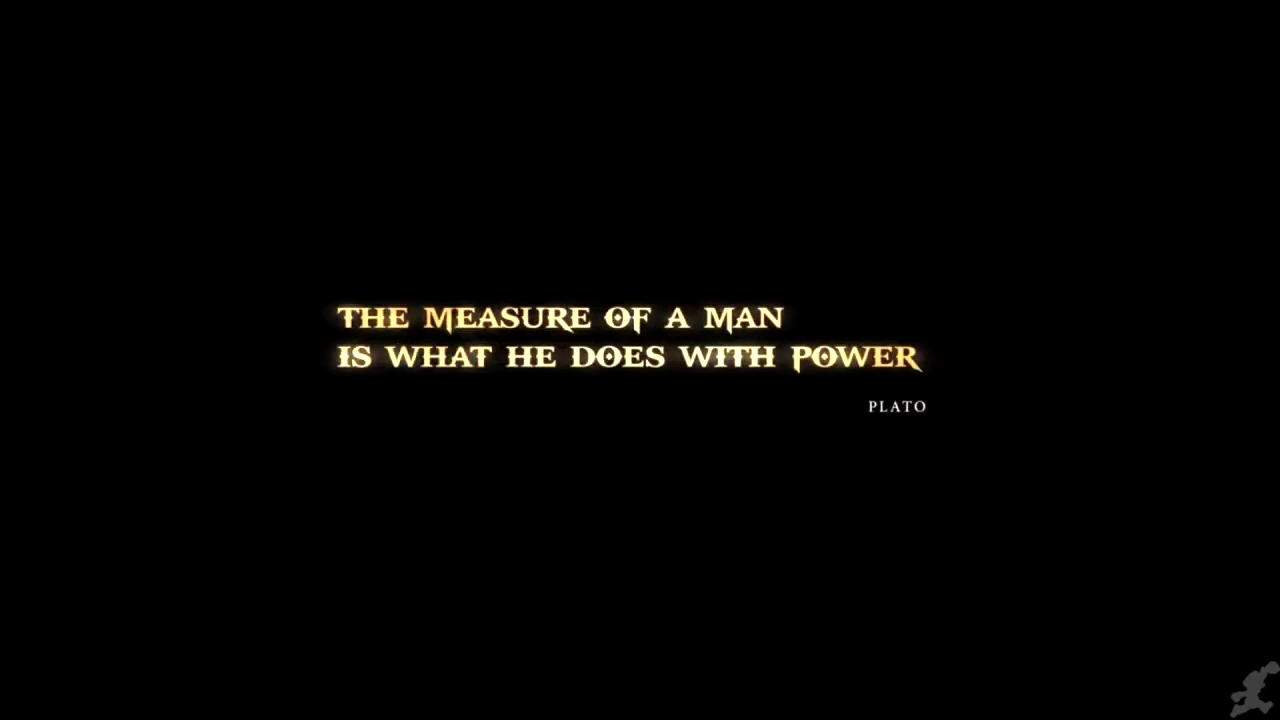 THE MEASURE OF A MAN
IS WHAT HE DOES WITH POWER
PLATO